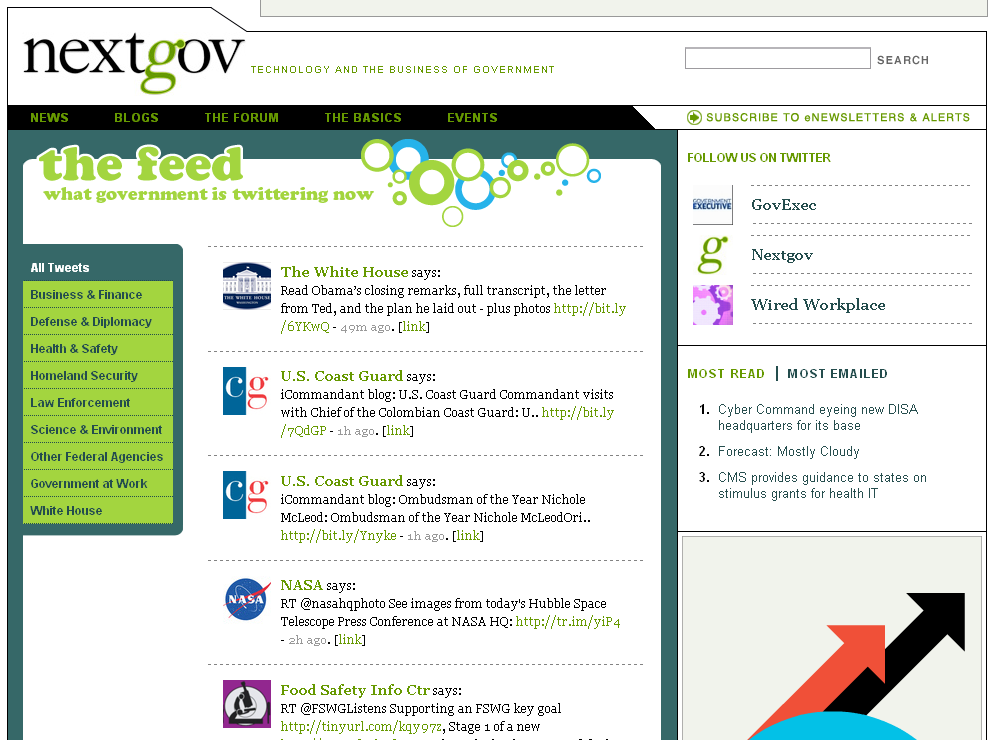 nextgov
TECHNOLOGY AND THE BUSINESS OF GOVERNMENT
SEARCH
NEWS BLOGS THE FORUM THE BASICS EVENTS
SUBSCRIBE TO eNEWSLETTERS & ALERTS
the feed
what government is twittering now
All Tweets
Business & Finance
Defense & Diplomacy
Health & Safety
Homeland Security
Law Enforcement
Science & Environment
Other Federal Agencies
Government at Work
White House
THE WHITE HOUSE
WASHINGTON
The White House says:
Read Obama's closing remarks, full transcript, the letter
from Ted, and the plan he laid out - plus photos http://bit.ly
/6YKwQ - 49m ago. [link]
cg
U.S. Coast Guard says:
iCommandant blog: U.S. Coast Guard Commandant visits
with Chief of the Colombian Coast Guard: U.. http://bit.ly
/7QdGP - 1h ago. [link]
cg
U.S. Coast Guard says:
iCommandant blog: Ombudsman of the Year Nichole
McLeod: Ombudsman of the Year Nichole McLeodOri..
http://bit.ly/Ynyke - 1h ago. [link]
NASA
NASA says:
RT @nasahqphoto See images from today's Hubble Space
Telescope Press Conference at NASA HQ: http://tr.im/yiP4
- 2h ago. [link]
Food Safety Info Ctr says:
RT @FSWGListens Supporting an FSWG key goal
http://tinyurl.com/kqy97z, Stage 1 of a new
FOLLOW US ON TWITTER
GOVERNMENT
EXECUTIVE
GovExec
g
Nextgov
Wired Workplace
MOST READ | MOST EMAILED
1. Cyber Command eyeing new DISA
headquarters for its base
2. Forecast: Mostly Cloudy
3. CMS provides guidance to states on
stimulus grants for health IT